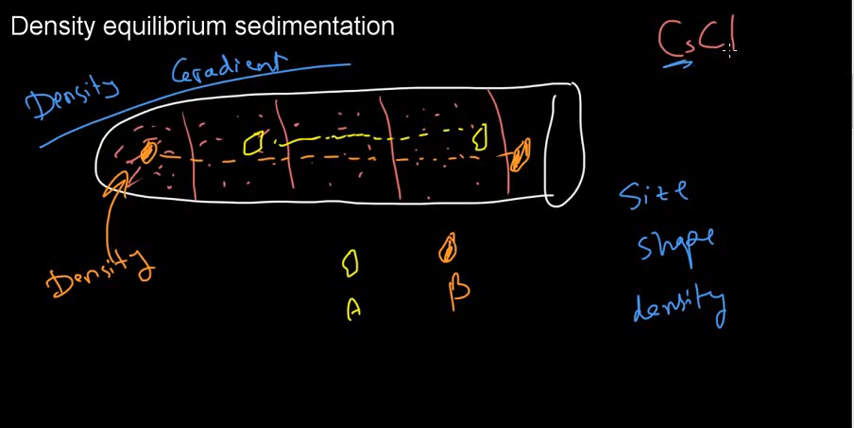 Density equilibrium sedimentation
CsCl
Density Gradient
Size
shape
density
Density
A
B